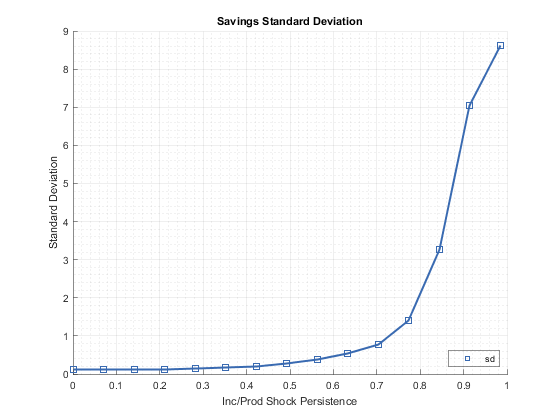 Savings Standard Deviation
9
8
7
6
5
4
3
2
1
0
Standard Deviation
sd
0 0.1 0.2 0.3 0.4 0.5 0.6 0.7 0.8 0.9 1
Inc/Prod Shock Persistence